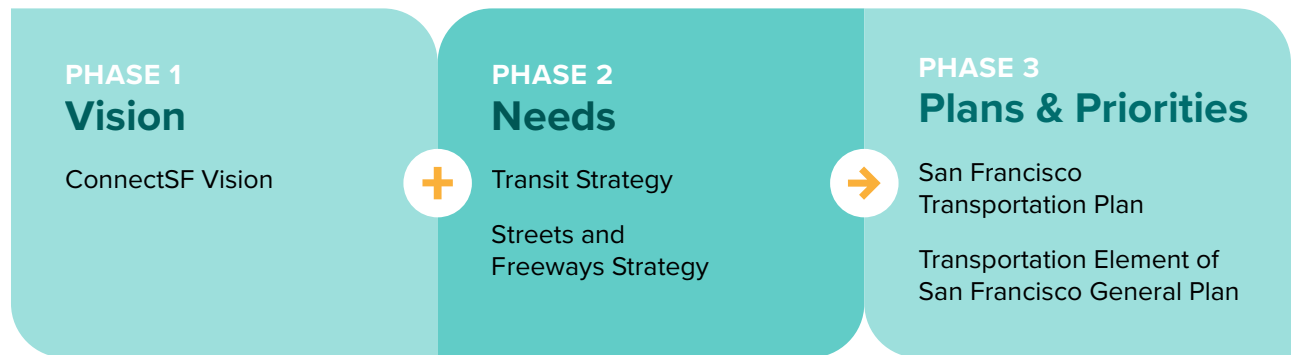 PHASE 1
Vision
ConnectSF Vision
PHASE 2
Needs
Transit Strategy
Streets and
Freeways Strategy
PHASE 3
Plans & Priorities
San Francisco
Transportation Plan
Transportation Element of
San Francisco General Plan